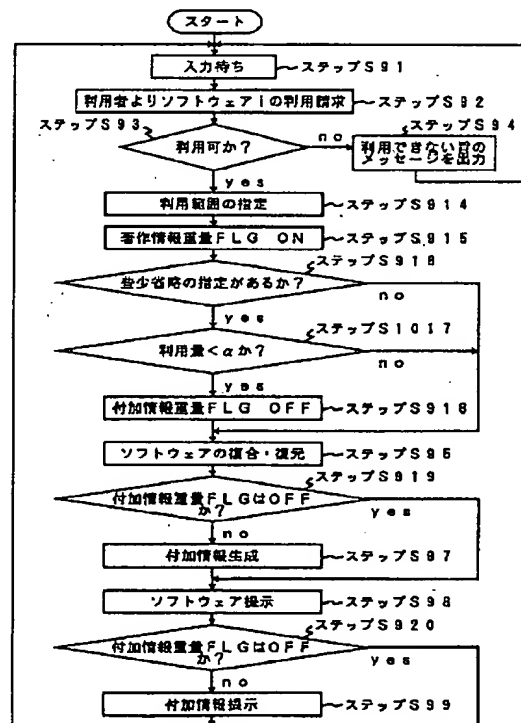 スタート
入力待ち
ステップS91
利用者よりソフトウェアiの利用請求
ステップS92
ステップS93
利用可か?
no
ステップS94
利用できない旨の
メッセージを出力
yes
利用範囲の指定
ステップS914
著作情報重量FLG ON
ステップS915
ステップS918
些少省略の指定があるか?
no
yes
ステップS1017
利用量<αか?
no
yes
付加情報重量FLG OFF
ステップS918
ソフトウェアの復合・復元
ステップS95
ステップS919
付加情報重量FLGはOFF
か?
yes
no
付加情報生成
ステップS97
ソフトウェア提示
ステップS98
ステップS920
付加情報重量FLGはOFF
か?
yes
no
付加情報提示
ステップS99